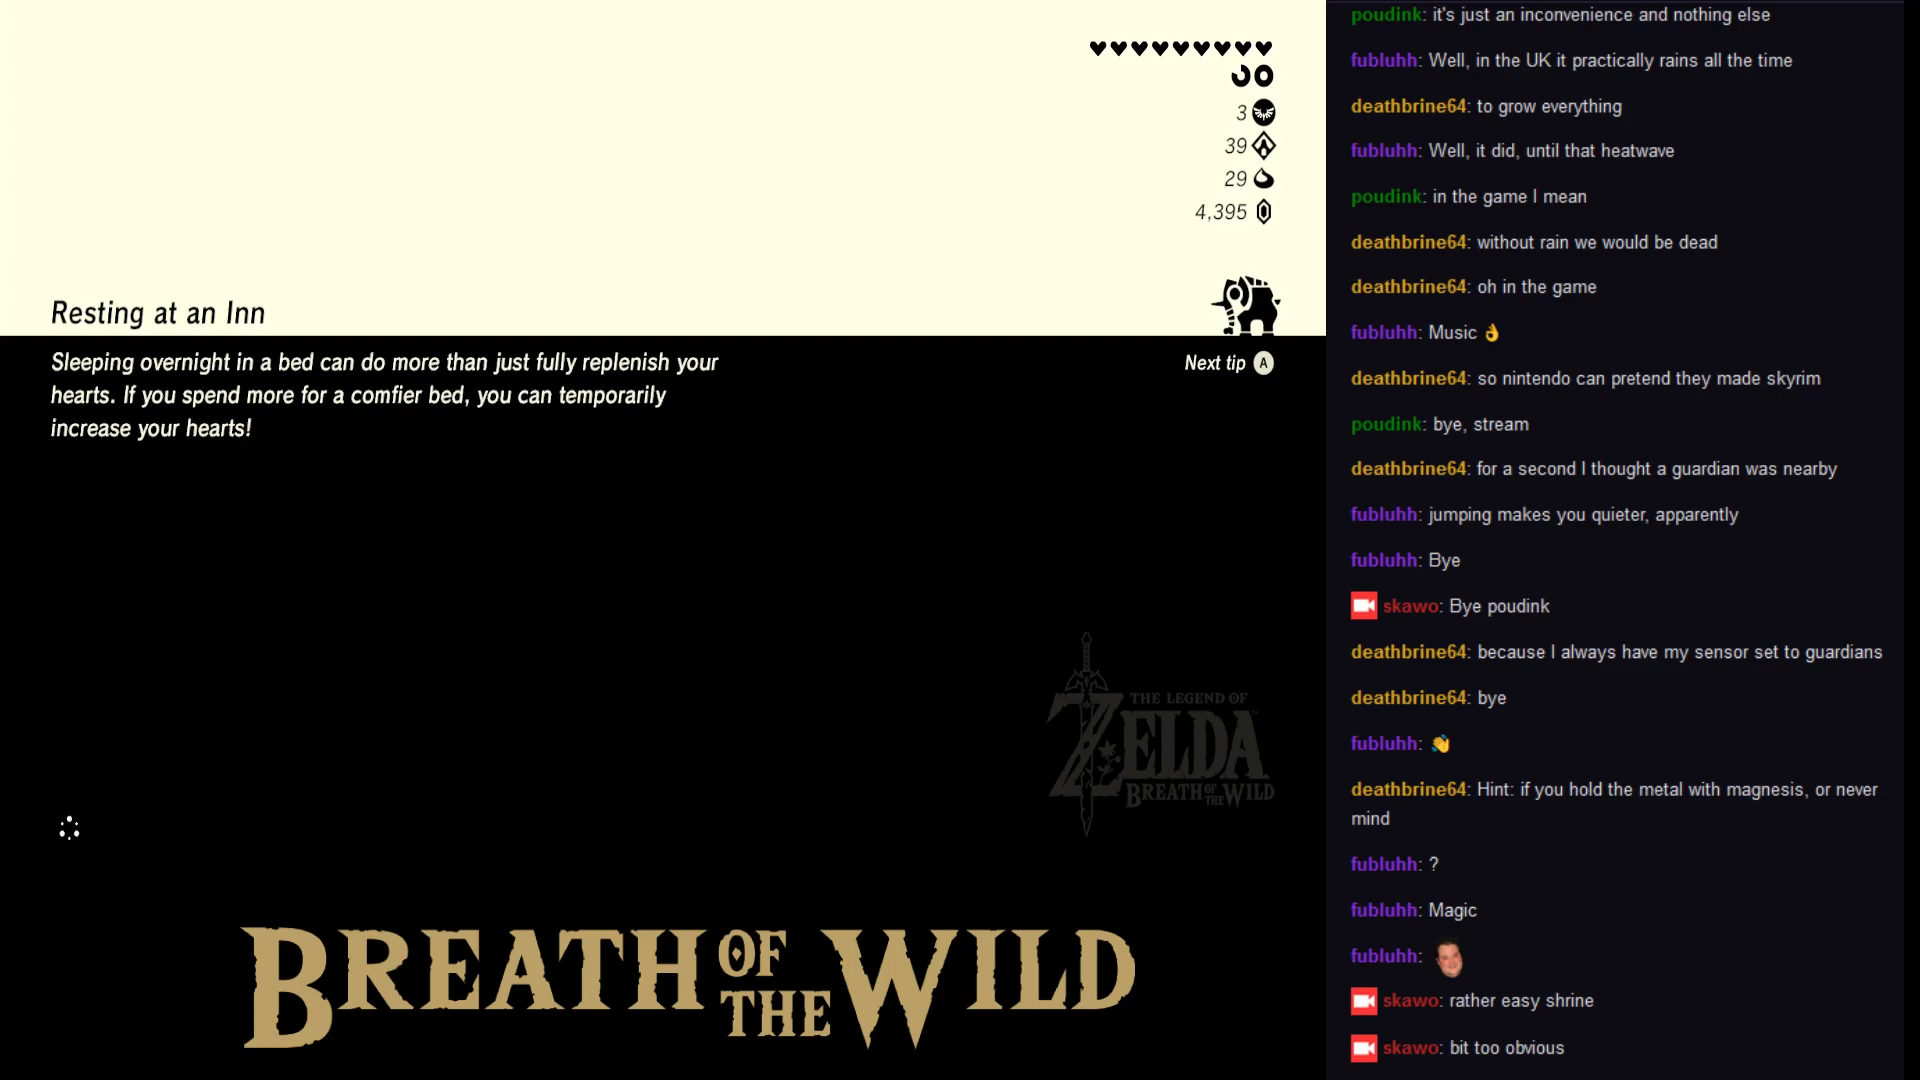 3
39
29
4,395
Resting at an Inn
Sleeping overnight in a bed can do more than just fully replenish your
hearts. If you spend more for a comfier bed, you can temporarily
increase your hearts!
Next tip A
THE LEGEND OF
ZELDA
BREATH OF THE WILD
BREATH OF THE WILD
poudink: it's just an inconvenience and nothing else
fubluhh: Well, in the UK it practically rains all the time
deathbrine64: to grow everything
fubluhh: Well, it did, until that heatwave
poudink: in the game I mean
deathbrine64: without rain we would be dead
deathbrine64: oh in the game
fubluhh: Music 👌
deathbrine64: so nintendo can pretend they made skyrim
poudink: bye, stream
deathbrine64: for a second I thought a guardian was nearby
fubluhh: jumping makes you quieter, apparently
fubluhh: Bye
skawo: Bye poudink
deathbrine64: because I always have my sensor set to guardians
deathbrine64: bye
fubluhh: 👋
deathbrine64: Hint: if you hold the metal with magnesis, or never
mind
fubluhh: ?
fubluhh: Magic
fubluhh:
skawo: rather easy shrine
skawo: bit too obvious